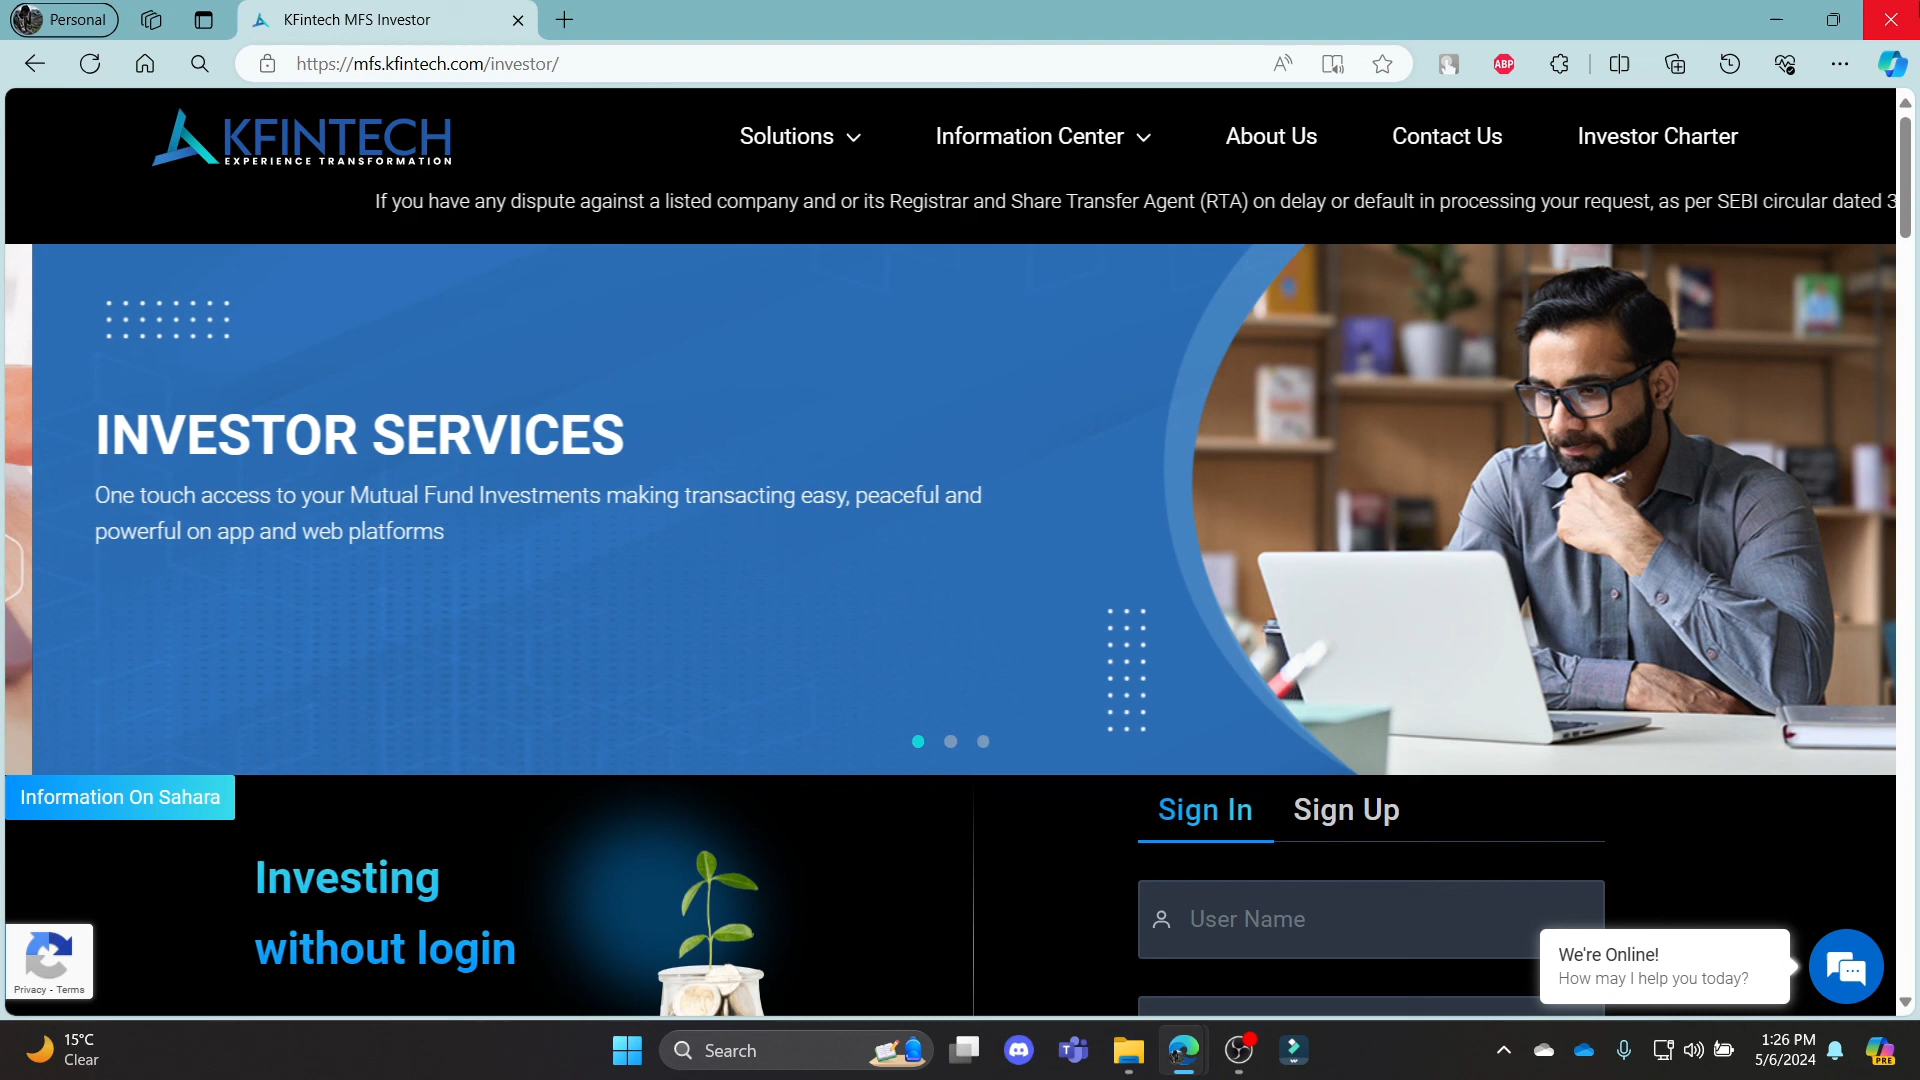 Personal
KFintech MFS Investor
https://mfs.kfintech.com/investor/
ABP
KFINTECH
EXPERIENCE TRANSFORMATION
Solutions
Information Center
About Us
Contact Us
Investor Charter
If you have any dispute against a listed company and or its Registrar and Share Transfer Agent (RTA) on delay or default in processing your request, as per SEBI circular dated 3
INVESTOR SERVICES
One touch access to your Mutual Fund Investments making transacting easy, peaceful and
powerful on app and web platforms
Information On Sahara
Investing
without login
Sign In
Sign Up
User Name
We're Online!
How may I help you today?
Privacy - Terms
15°C
Clear
Search
1:26 PM
5/6/2024
PRE